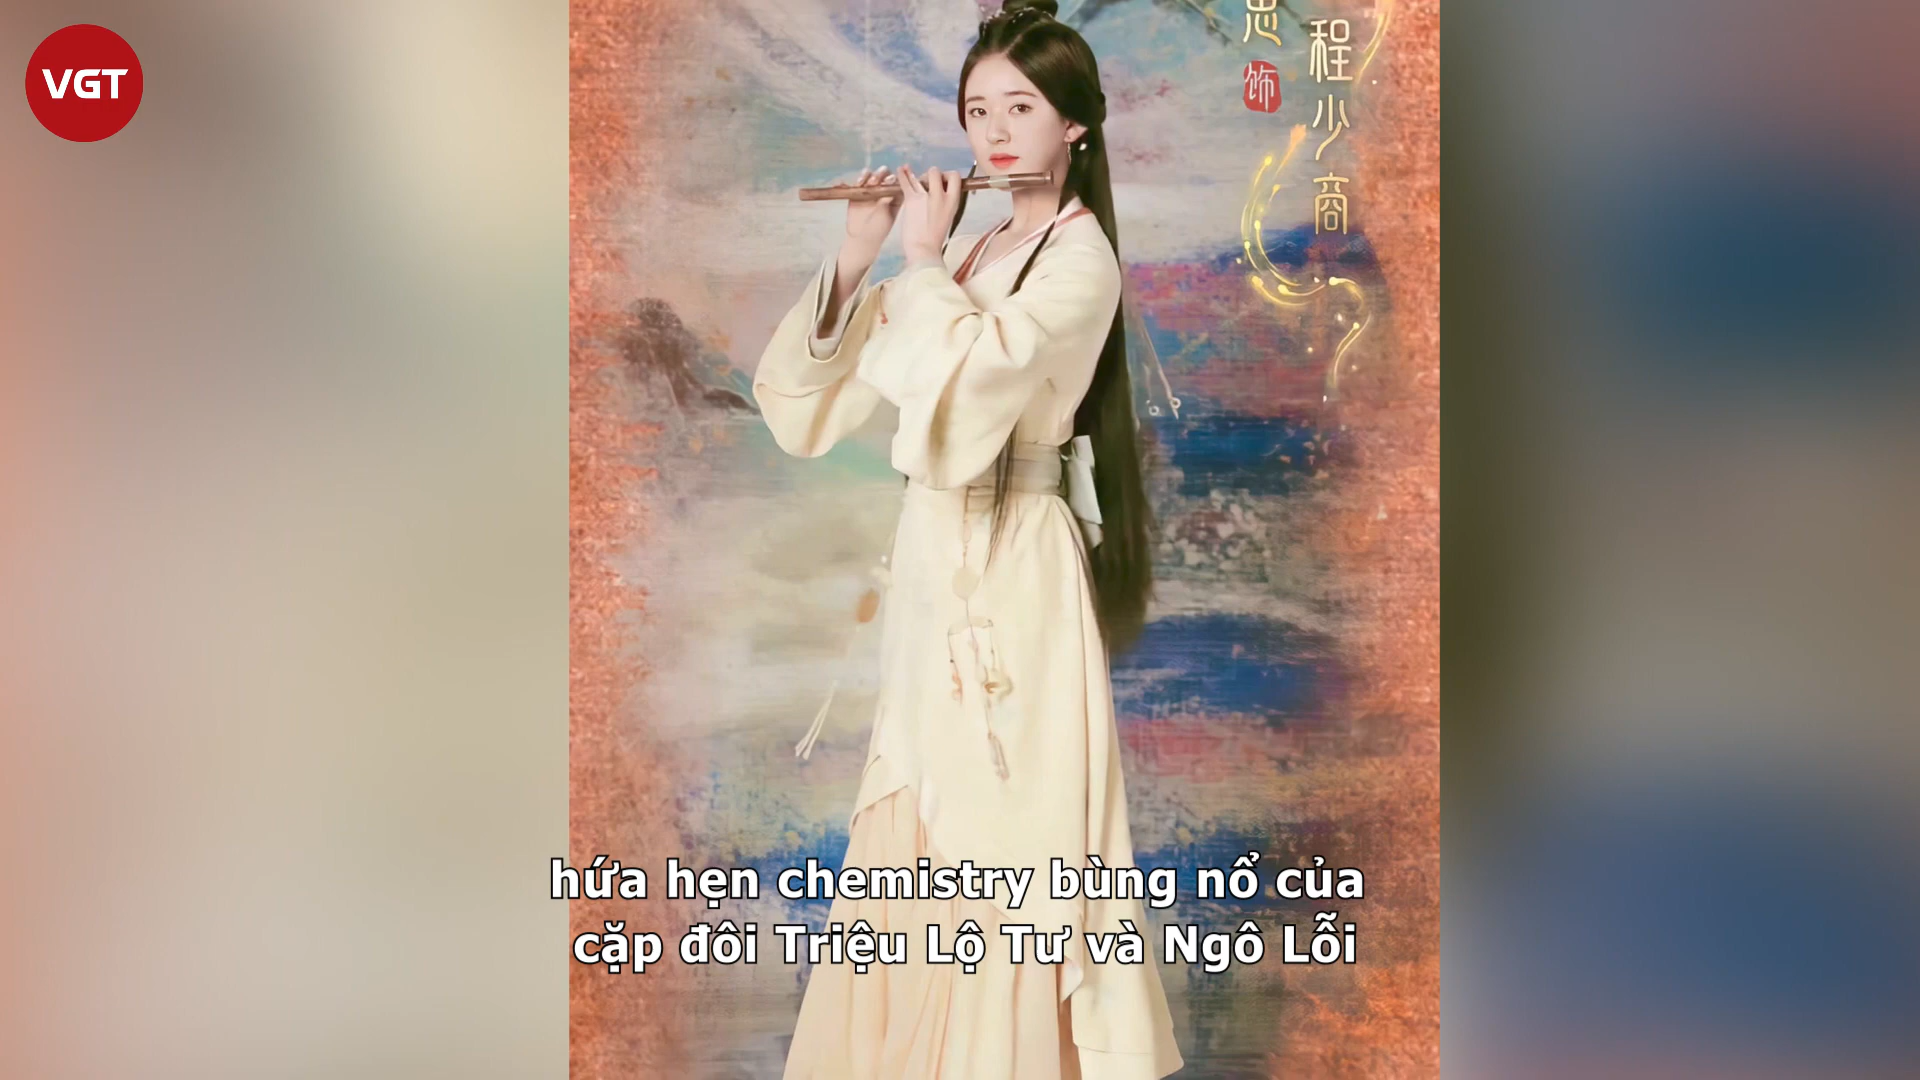 VGT
程少商
思
饰
hứa hẹn chemistry bùng nổ của
cặp đôi Triệu Lộ Tư và Ngô Lỗi